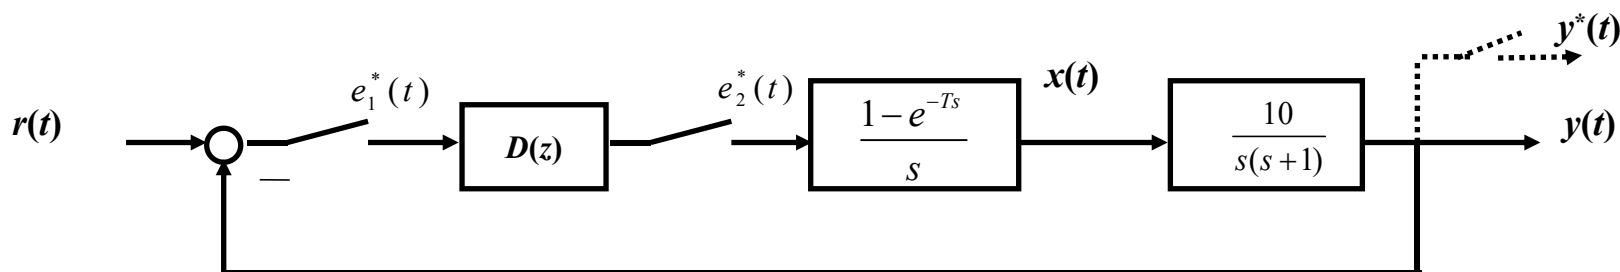 y*(t)
r(t)
e₁*(t)
D(z)
e₂*(t)
1 − e^{−Ts}
s
x(t)
10
s(s+1)
y(t)
—